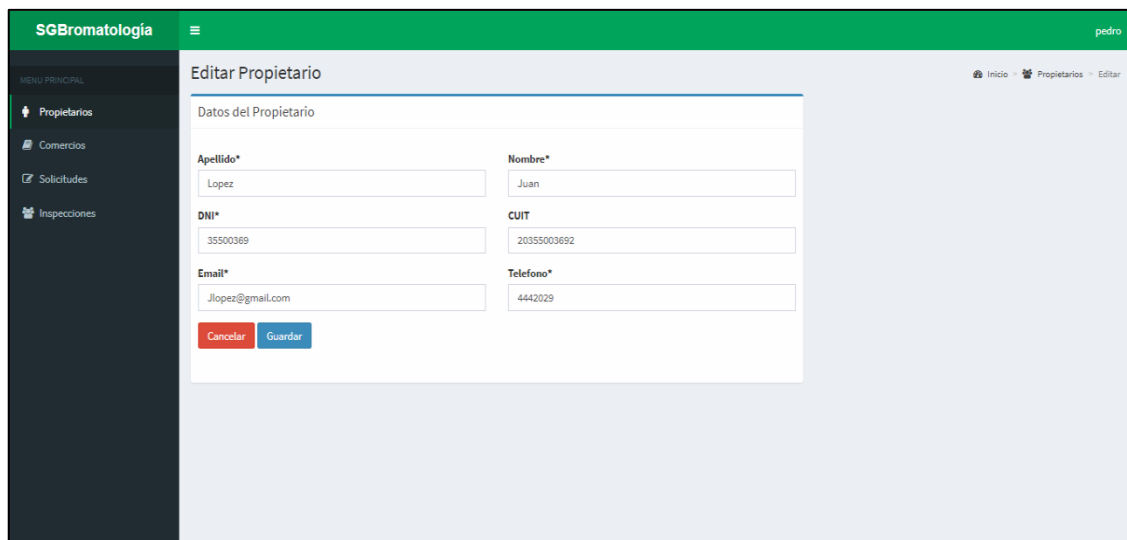 SGBromatología
pedro
MENU PRINCIPAL
Propietarios
Comercios
Solicitudes
Inspecciones
Editar Propietario
Inicio > Propietarios > Editar
Datos del Propietario
Apellido* Nombre*
Lopez Juan
DNI* CUIT
35500369 20355003692
Email* Telefono*
Jlopez@gmail.com 4442029
Cancelar Guardar